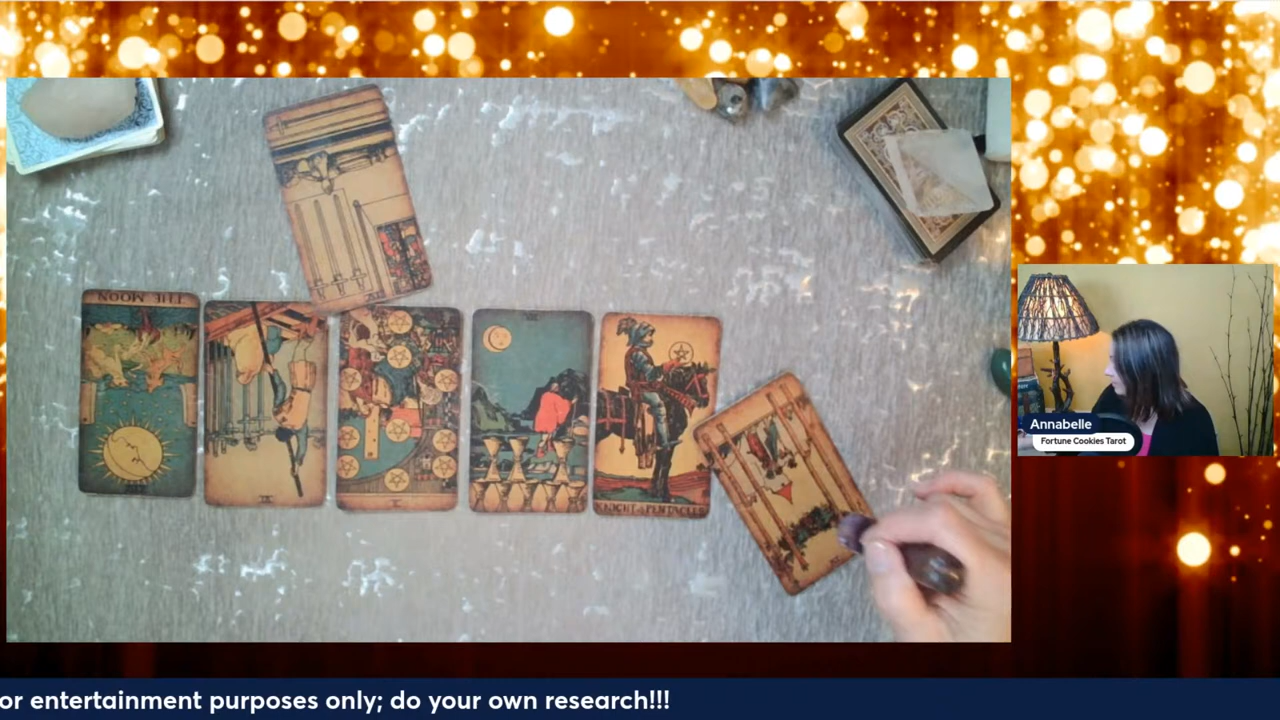 THE MOON
KNIGHT of PENTACLES
Annabelle
Fortune Cookies Tarot
or entertainment purposes only; do your own research!!!